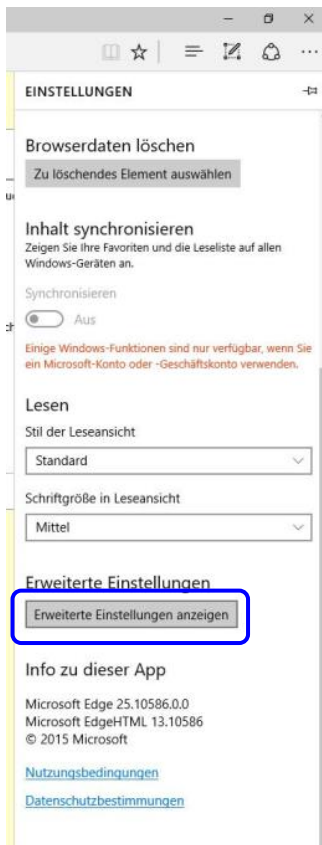 EINSTELLUNGEN
Browserdaten löschen
Zu löschendes Element auswählen
Inhalt synchronisieren
Zeigen Sie Ihre Favoriten und die Leseliste auf allen
Windows-Geräten an.
Synchronisieren
Aus
Einige Windows-Funktionen sind nur verfügbar, wenn Sie
ein Microsoft-Konto oder -Geschäftskonto verwenden.
Lesen
Stil der Leseansicht
Standard
Schriftgröße in Leseansicht
Mittel
Erweiterte Einstellungen
Erweiterte Einstellungen anzeigen
Info zu dieser App
Microsoft Edge 25.10586.0.0
Microsoft EdgeHTML 13.10586
© 2015 Microsoft
Nutzungsbedingungen
Datenschutzbestimmungen